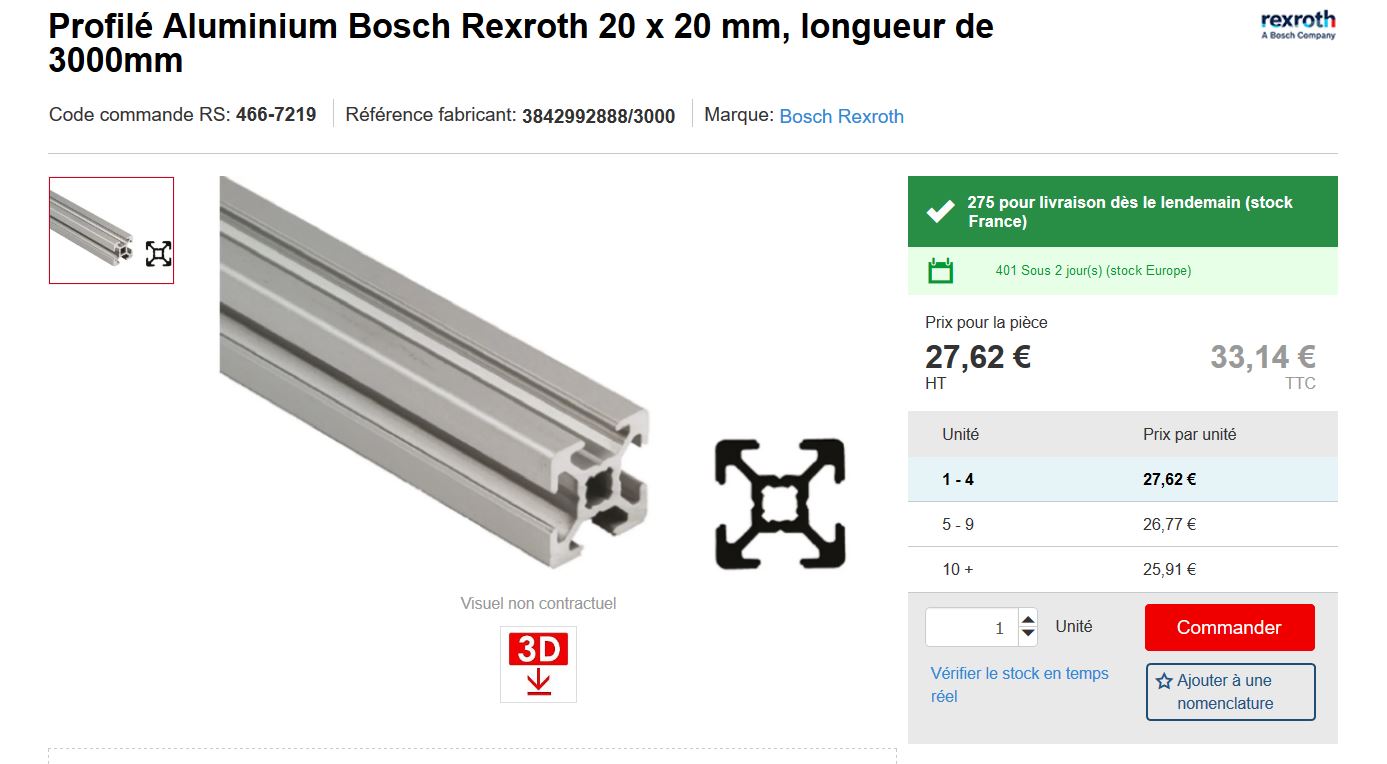 Profilé Aluminium Bosch Rexroth 20 x 20 mm, longueur de
3000mm
rexroth
A Bosch Company
Code commande RS: 466-7219
Référence fabricant: 3842992888/3000
Marque: Bosch Rexroth
275 pour livraison dès le lendemain (stock
France)
401 Sous 2 jour(s) (stock Europe)
Prix pour la pièce
27,62 €
33,14 €
HT
TTC
Unité
Prix par unité
1 - 4
27,62 €
5 - 9
26,77 €
10 +
25,91 €
1
Unité
Commander
Vérifier le stock en temps
réel
Ajouter à une
nomenclature
Visuel non contractuel
3D